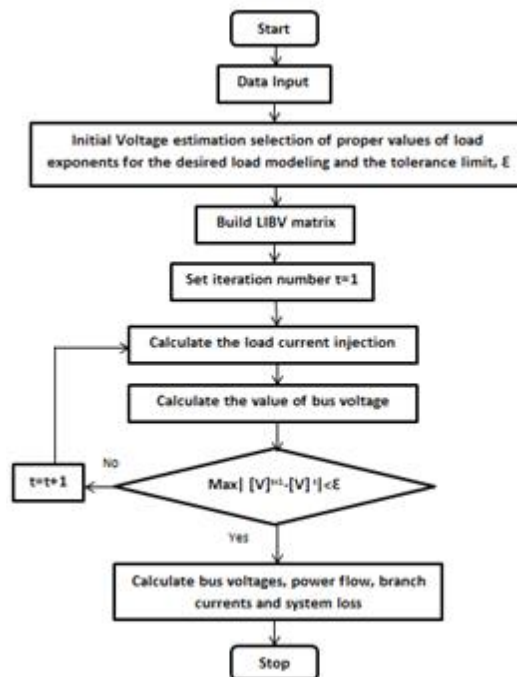 Start
Data Input
Initial Voltage estimation selection of proper values of load
exponents for the desired load modeling and the tolerance limit, Ɛ
Build LIBV matrix
Set iteration number t=1
Calculate the load current injection
Calculate the value of bus voltage
No
t=t+1
Max| [V]ᵗ⁺¹-[V]ᵗ|<Ɛ
Yes
Calculate bus voltages, power flow, branch
currents and system loss
Stop